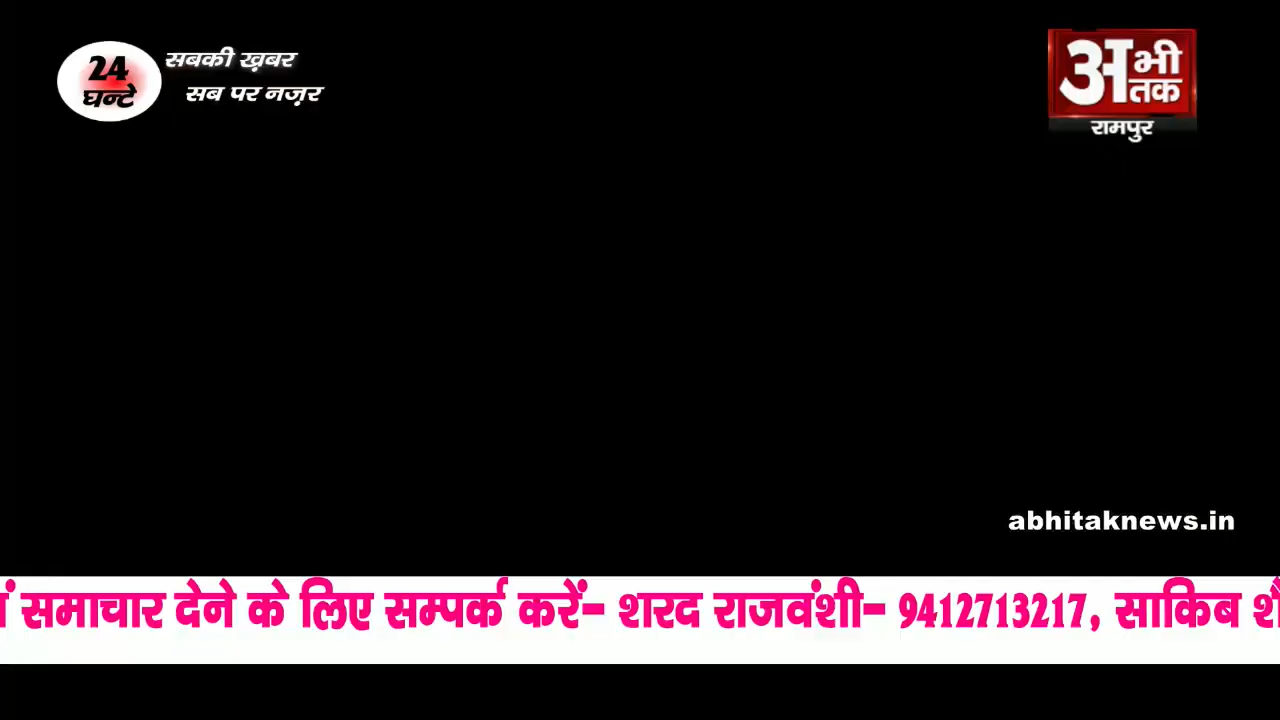 24
घन्टे
सबकी ख़बर
सब पर नज़र
अभी
तक
रामपुर
abhitaknews.in
समाचार देने के लिए सम्पर्क करें- शरद राजवंशी- 9412713217, साकिब